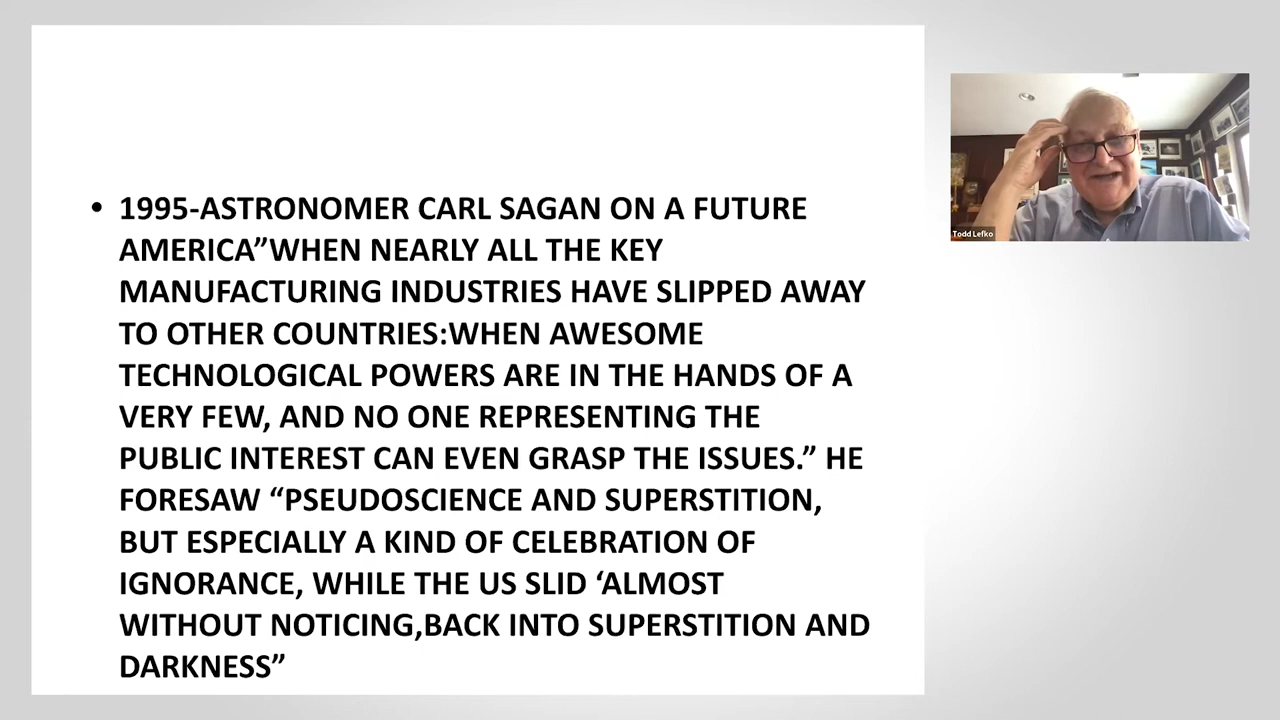 • 1995-ASTRONOMER CARL SAGAN ON A FUTURE
AMERICA”WHEN NEARLY ALL THE KEY
MANUFACTURING INDUSTRIES HAVE SLIPPED AWAY
TO OTHER COUNTRIES:WHEN AWESOME
TECHNOLOGICAL POWERS ARE IN THE HANDS OF A
VERY FEW, AND NO ONE REPRESENTING THE
PUBLIC INTEREST CAN EVEN GRASP THE ISSUES.” HE
FORESAW “PSEUDOSCIENCE AND SUPERSTITION,
BUT ESPECIALLY A KIND OF CELEBRATION OF
IGNORANCE, WHILE THE US SLID ‘ALMOST
WITHOUT NOTICING,BACK INTO SUPERSTITION AND
DARKNESS”
Todd Lefko